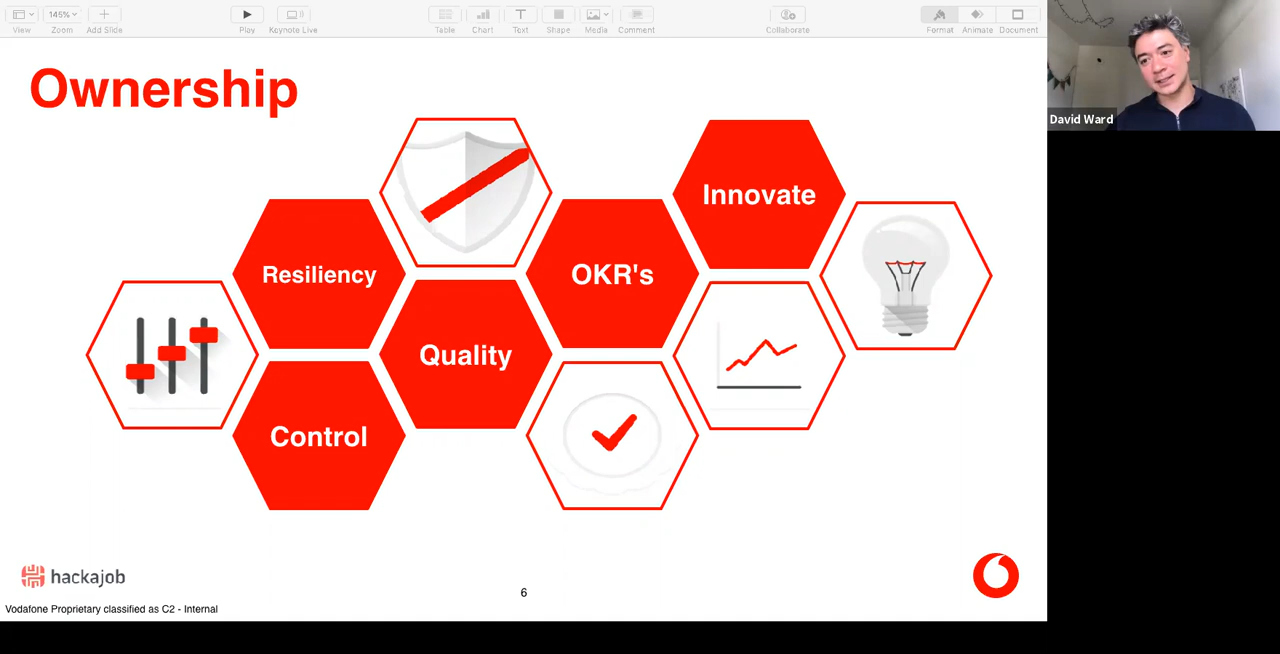 145%
View
Zoom
Add Slide
Play
Keynote Live
Table
Chart
Text
Shape
Media
Comment
Collaborate
Format
Animate
Document
David Ward
Ownership
Innovate
Resiliency
OKR's
Quality
Control
hackajob
6
Vodafone Proprietary classified as C2 - Internal